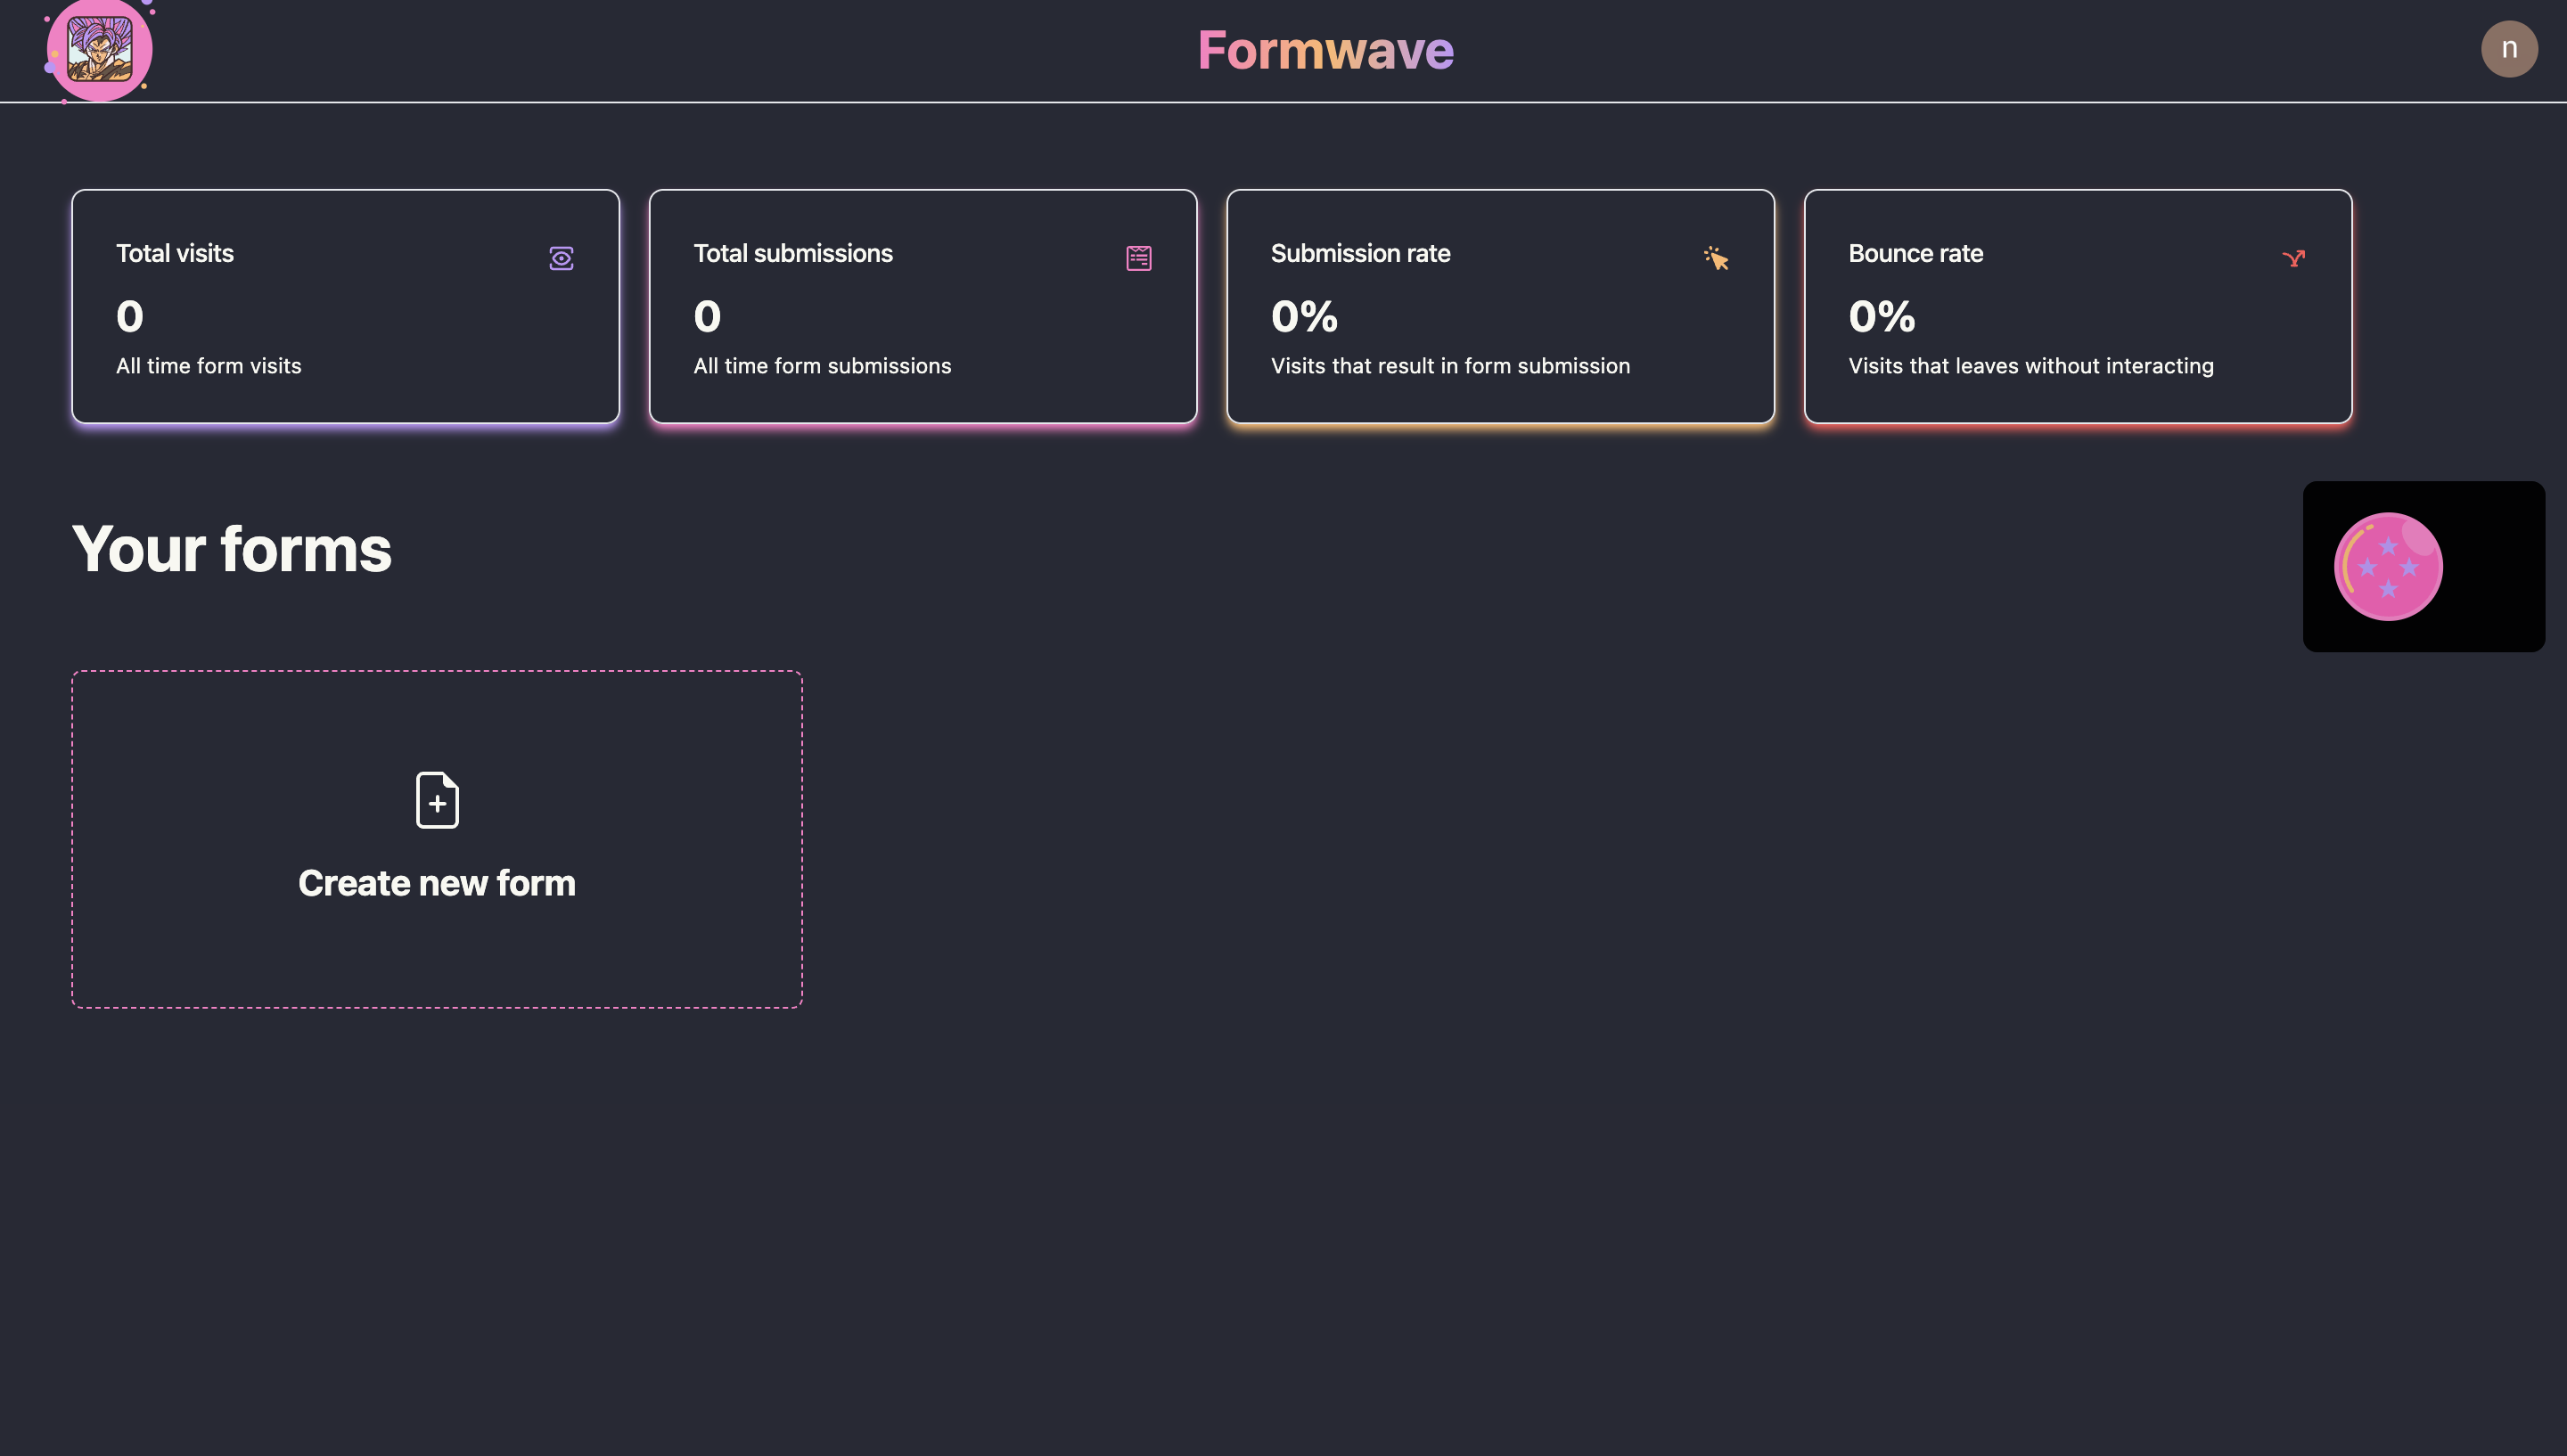 Formwave
n
Total visits
0
All time form visits
Total submissions
0
All time form submissions
Submission rate
0%
Visits that result in form submission
Bounce rate
0%
Visits that leaves without interacting
Your forms
Create new form